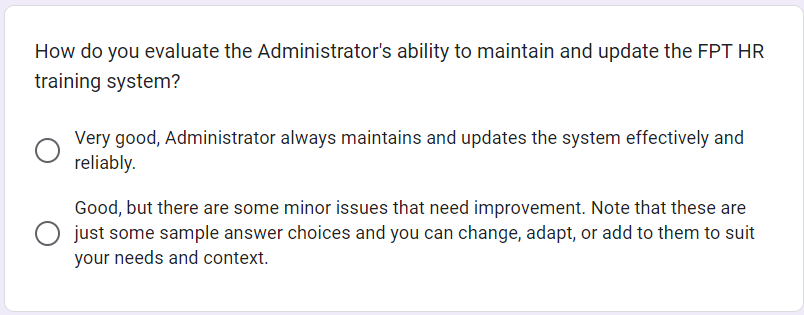 How do you evaluate the Administrator's ability to maintain and update the FPT HR
training system?
Very good, Administrator always maintains and updates the system effectively and
reliably.
Good, but there are some minor issues that need improvement. Note that these are
just some sample answer choices and you can change, adapt, or add to them to suit
your needs and context.